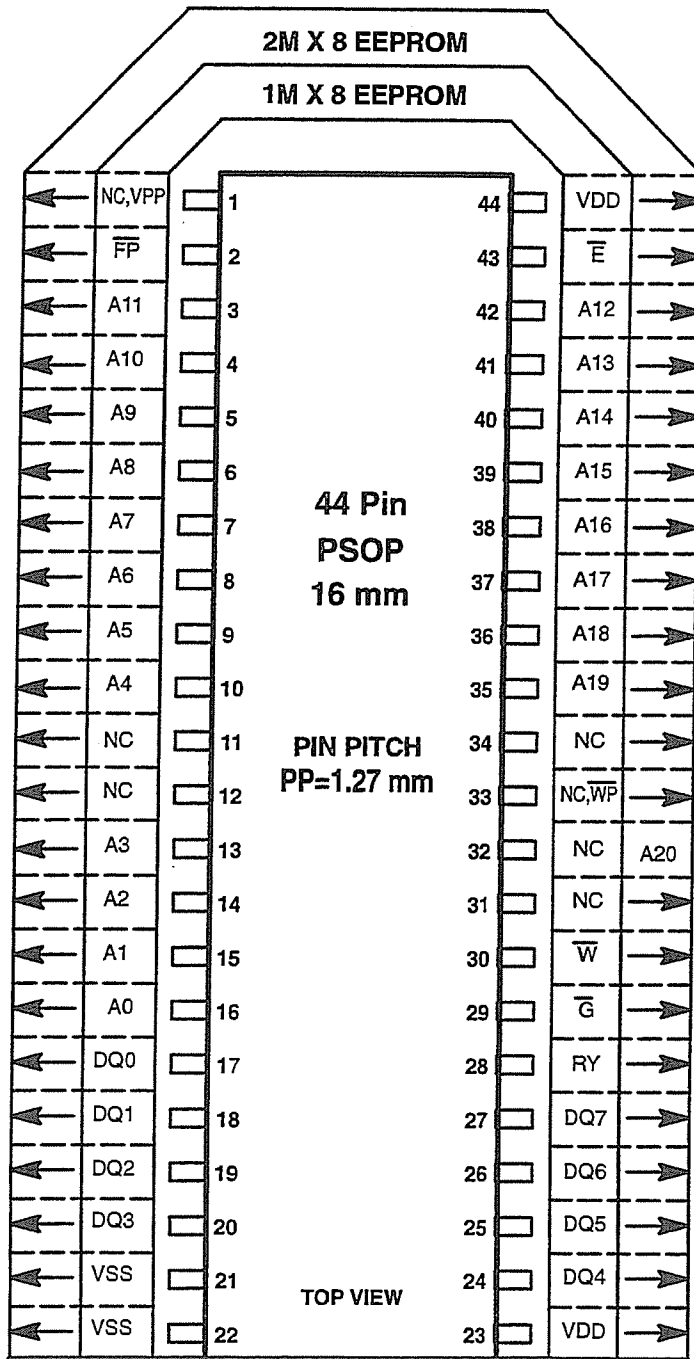 2M X 8 EEPROM
1M X 8 EEPROM
NC,VPP 1 44 VDD
F̅P̅ 2 43 E̅
A11 3 42 A12
A10 4 41 A13
A9 5 40 A14
A8 6 39 A15
A7 7 38 A16
A6 8 37 A17
A5 9 36 A18
A4 10 35 A19
NC 11 34 NC
NC 12 33 NC,W̅P̅
A3 13 32 NC A20
A2 14 31 NC
A1 15 30 W̅
A0 16 29 G̅
DQ0 17 28 RY
DQ1 18 27 DQ7
DQ2 19 26 DQ6
DQ3 20 25 DQ5
VSS 21 24 DQ4
VSS 22 23 VDD
44 Pin
PSOP
16 mm
PIN PITCH
PP=1.27 mm
TOP VIEW